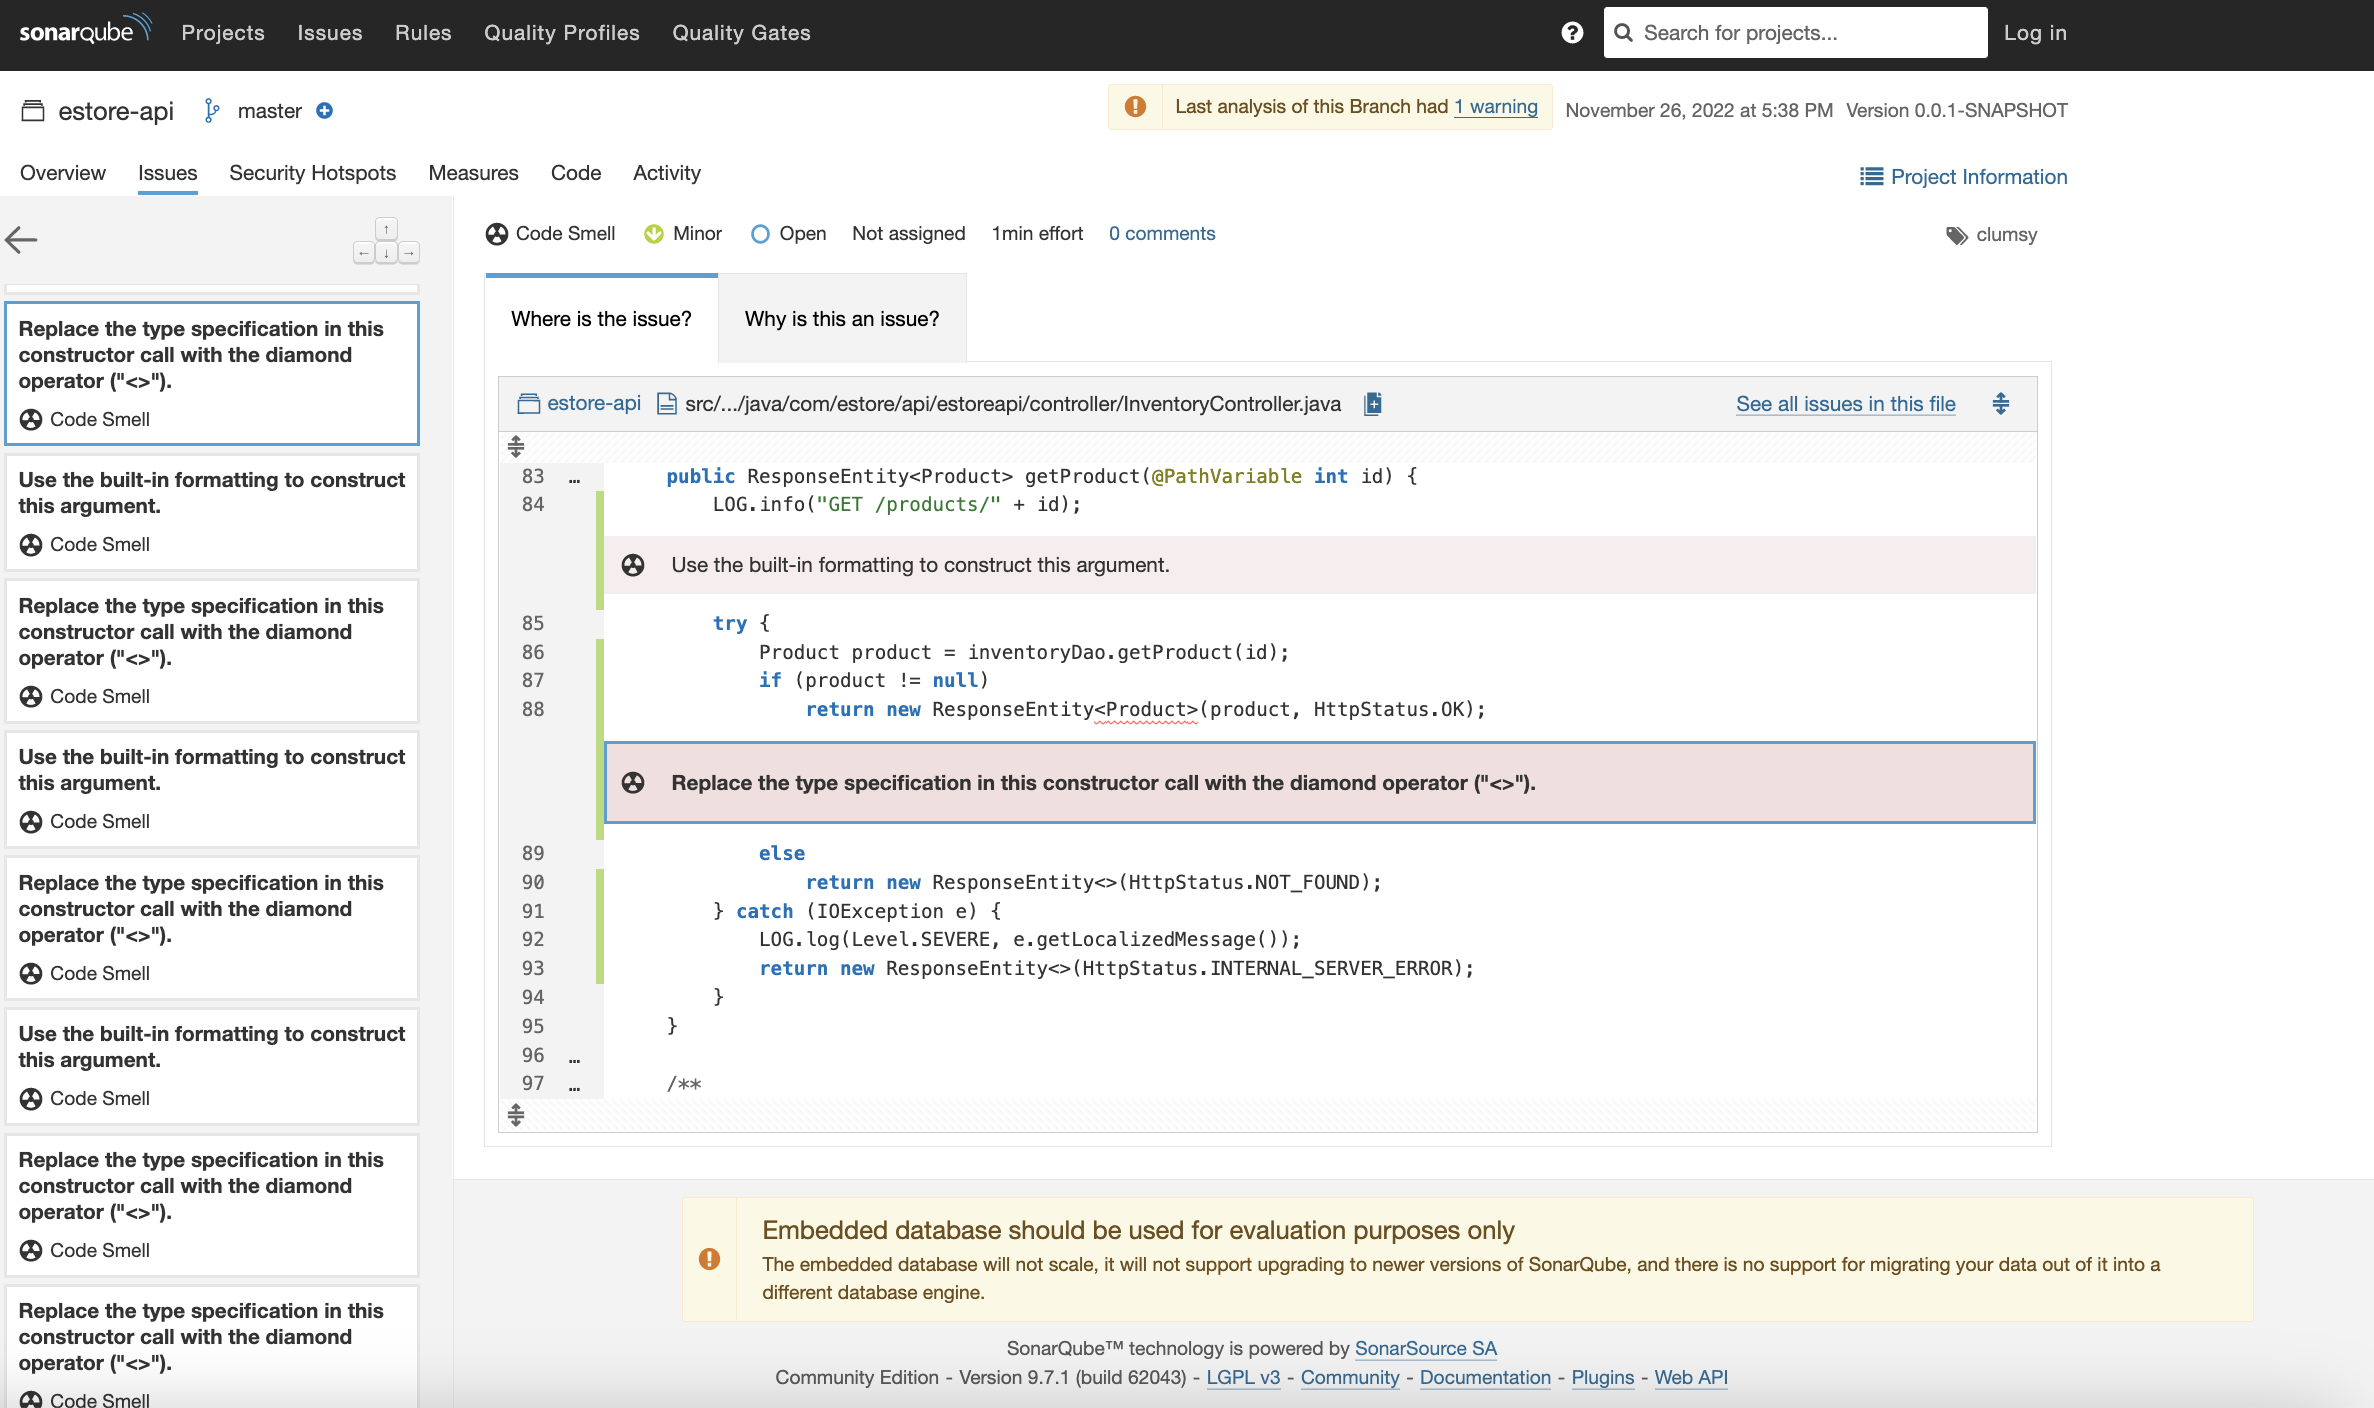 sonarqube Projects Issues Rules Quality Profiles Quality Gates ? Search for projects... Log in
estore-api master Last analysis of this Branch had 1 warning November 26, 2022 at 5:38 PM Version 0.0.1-SNAPSHOT
Overview Issues Security Hotspots Measures Code Activity Project Information
Code Smell Minor Open Not assigned 1min effort 0 comments clumsy
Replace the type specification in this
constructor call with the diamond
operator ("<>").
Code Smell
Use the built-in formatting to construct
this argument.
Code Smell
Replace the type specification in this
constructor call with the diamond
operator ("<>").
Code Smell
Use the built-in formatting to construct
this argument.
Code Smell
Replace the type specification in this
constructor call with the diamond
operator ("<>").
Code Smell
Use the built-in formatting to construct
this argument.
Code Smell
Replace the type specification in this
constructor call with the diamond
operator ("<>").
Code Smell
Replace the type specification in this
constructor call with the diamond
operator ("<>").
Code Smell
Where is the issue? Why is this an issue?
estore-api src/.../java/com/estore/api/estoreapi/controller/InventoryController.java See all issues in this file
83 … public ResponseEntity<Product> getProduct(@PathVariable int id) {
84 LOG.info("GET /products/" + id);
Use the built-in formatting to construct this argument.
85 try {
86 Product product = inventoryDao.getProduct(id);
87 if (product != null)
88 return new ResponseEntity<Product>(product, HttpStatus.OK);
Replace the type specification in this constructor call with the diamond operator ("<>").
89 else
90 return new ResponseEntity<>(HttpStatus.NOT_FOUND);
91 } catch (IOException e) {
92 LOG.log(Level.SEVERE, e.getLocalizedMessage());
93 return new ResponseEntity<>(HttpStatus.INTERNAL_SERVER_ERROR);
94 }
95 }
96 …
97 … /**
Embedded database should be used for evaluation purposes only
The embedded database will not scale, it will not support upgrading to newer versions of SonarQube, and there is no support for migrating your data out of it into a
different database engine.
SonarQube™ technology is powered by SonarSource SA
Community Edition - Version 9.7.1 (build 62043) - LGPL v3 - Community - Documentation - Plugins - Web API